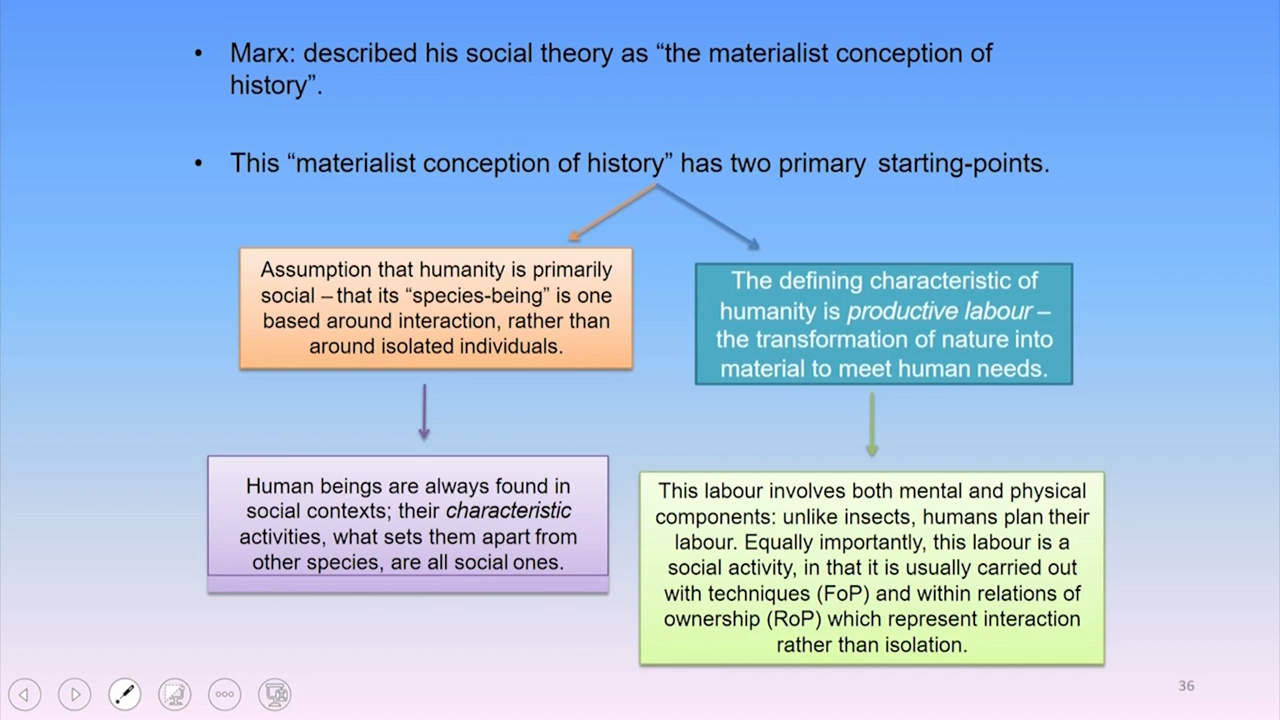 • Marx: described his social theory as “the materialist conception of
history”.
• This “materialist conception of history” has two primary starting-points.
Assumption that humanity is primarily
social – that its “species-being” is one
based around interaction, rather than
around isolated individuals.
The defining characteristic of
humanity is productive labour –
the transformation of nature into
material to meet human needs.
Human beings are always found in
social contexts; their characteristic
activities, what sets them apart from
other species, are all social ones.
This labour involves both mental and physical
components: unlike insects, humans plan their
labour. Equally importantly, this labour is a
social activity, in that it is usually carried out
with techniques (FoP) and within relations of
ownership (RoP) which represent interaction
rather than isolation.
36